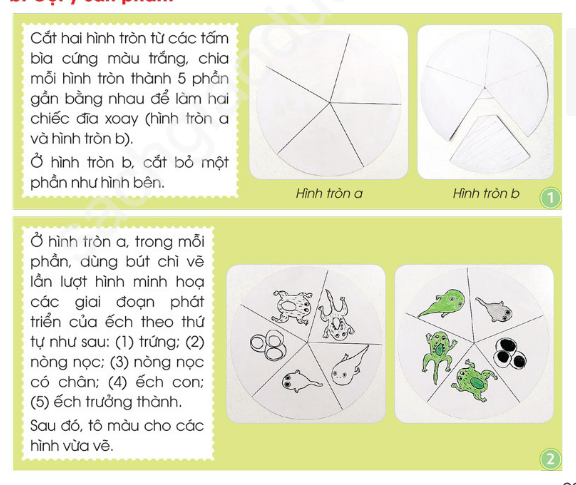 Cắt hai hình tròn từ các tấm
bìa cứng màu trắng, chia
mỗi hình tròn thành 5 phần
gần bằng nhau để làm hai
chiếc đĩa xoay (hình tròn a
và hình tròn b).
Ở hình tròn b, cắt bỏ một
phần như hình bên.
Hình tròn a
Hình tròn b
1
Ở hình tròn a, trong mỗi
phần, dùng bút chì vẽ
lần lượt hình minh hoạ
các giai đoạn phát
triển của ếch theo thứ
tự như sau: (1) trứng; (2)
nòng nọc; (3) nòng nọc
có chân; (4) ếch con;
(5) ếch trưởng thành.
Sau đó, tô màu cho các
hình vừa vẽ.
2